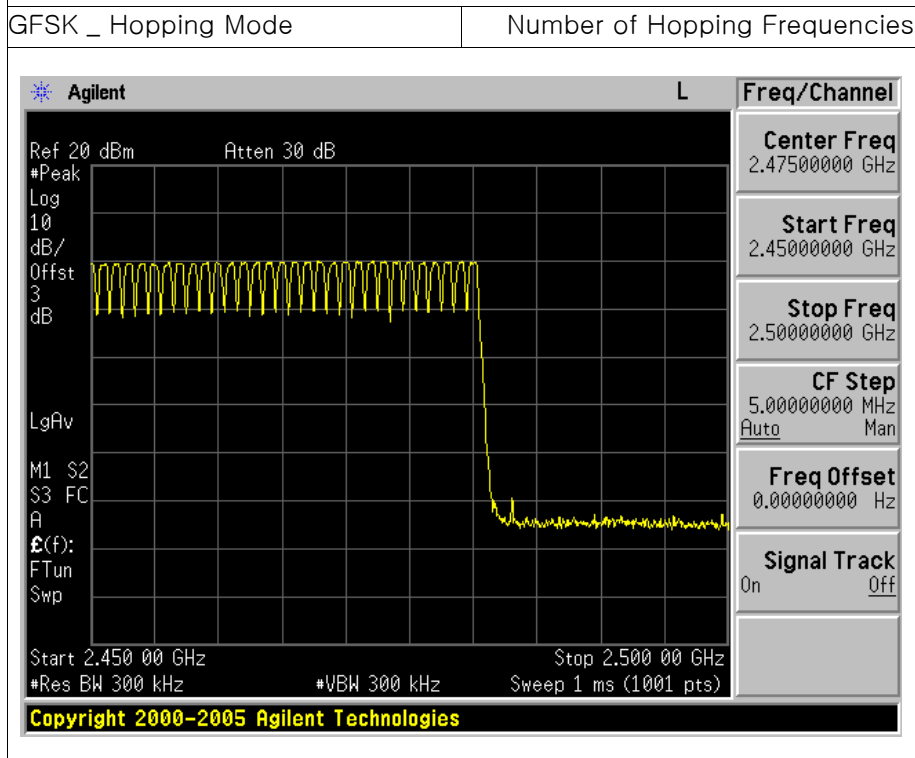 GFSK _ Hopping Mode
Number of Hopping Frequencies
Agilent
L
Freq/Channel
Ref 20 dBm
Atten 30 dB
#Peak
Log
10
dB/
Offst
3
dB
LgAv
M1 S2
S3 FC
A
£(f):
FTun
Swp
Start 2.450 00 GHz
Stop 2.500 00 GHz
#Res BW 300 kHz
#VBW 300 kHz
Sweep 1 ms (1001 pts)
Copyright 2000-2005 Agilent Technologies
Center Freq
2.47500000 GHz
Start Freq
2.45000000 GHz
Stop Freq
2.50000000 GHz
CF Step
5.00000000 MHz
Auto Man
Freq Offset
0.00000000 Hz
Signal Track
On Off